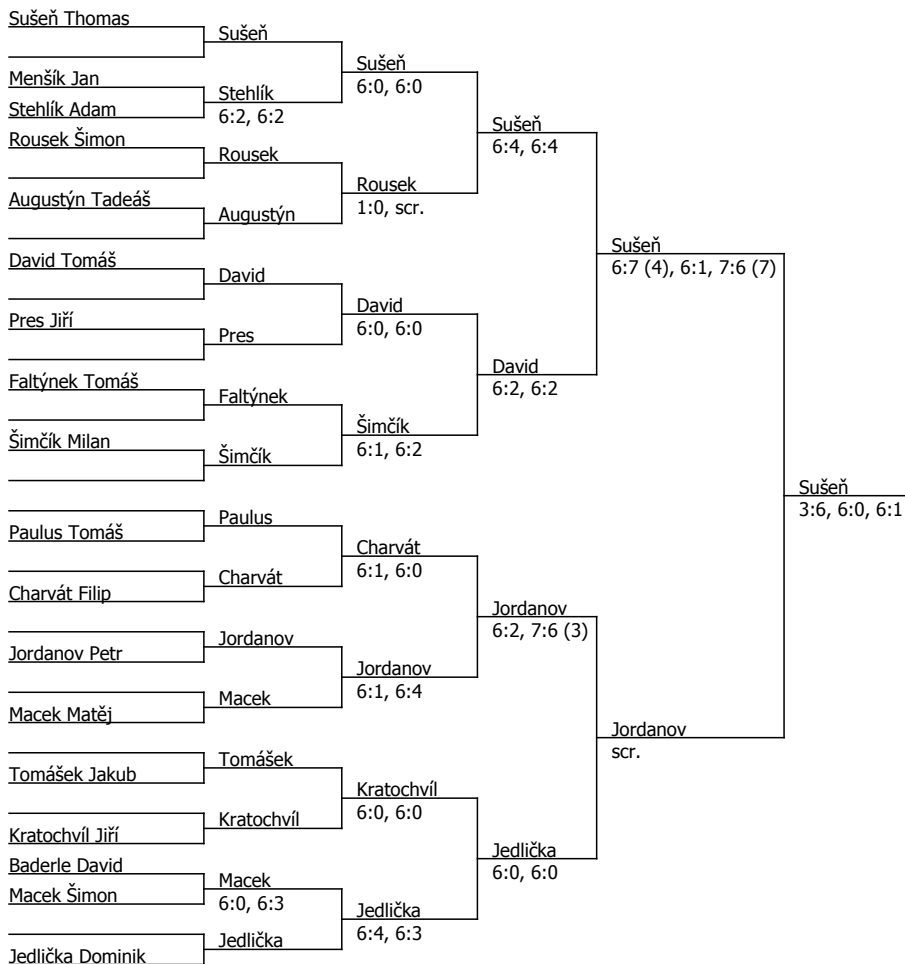 Sušeň Thomas
Menšík Jan
Stehlík Adam
Rousek Šimon
Augustýn Tadeáš
David Tomáš
Pres Jiří
Faltýnek Tomáš
Šimčík Milan
Paulus Tomáš
Charvát Filip
Jordanov Petr
Macek Matěj
Tomášek Jakub
Kratochvíl Jiří
Baderle David
Macek Šimon
Jedlička Dominik
Sušeň
Stehlík
6:2, 6:2
Rousek
Augustýn
David
Pres
Faltýnek
Šimčík
Paulus
Charvát
Jordanov
Macek
Tomášek
Kratochvíl
Macek
6:0, 6:3
Jedlička
Sušeň
6:0, 6:0
Rousek
1:0, scr.
David
6:0, 6:0
Šimčík
6:1, 6:2
Charvát
6:1, 6:0
Jordanov
6:1, 6:4
Kratochvíl
6:0, 6:0
Jedlička
6:4, 6:3
Sušeň
6:4, 6:4
David
6:2, 6:2
Jordanov
6:2, 7:6 (3)
Jedlička
6:0, 6:0
Sušeň
6:7 (4), 6:1, 7:6 (7)
Jordanov
scr.
Sušeň
3:6, 6:0, 6:1